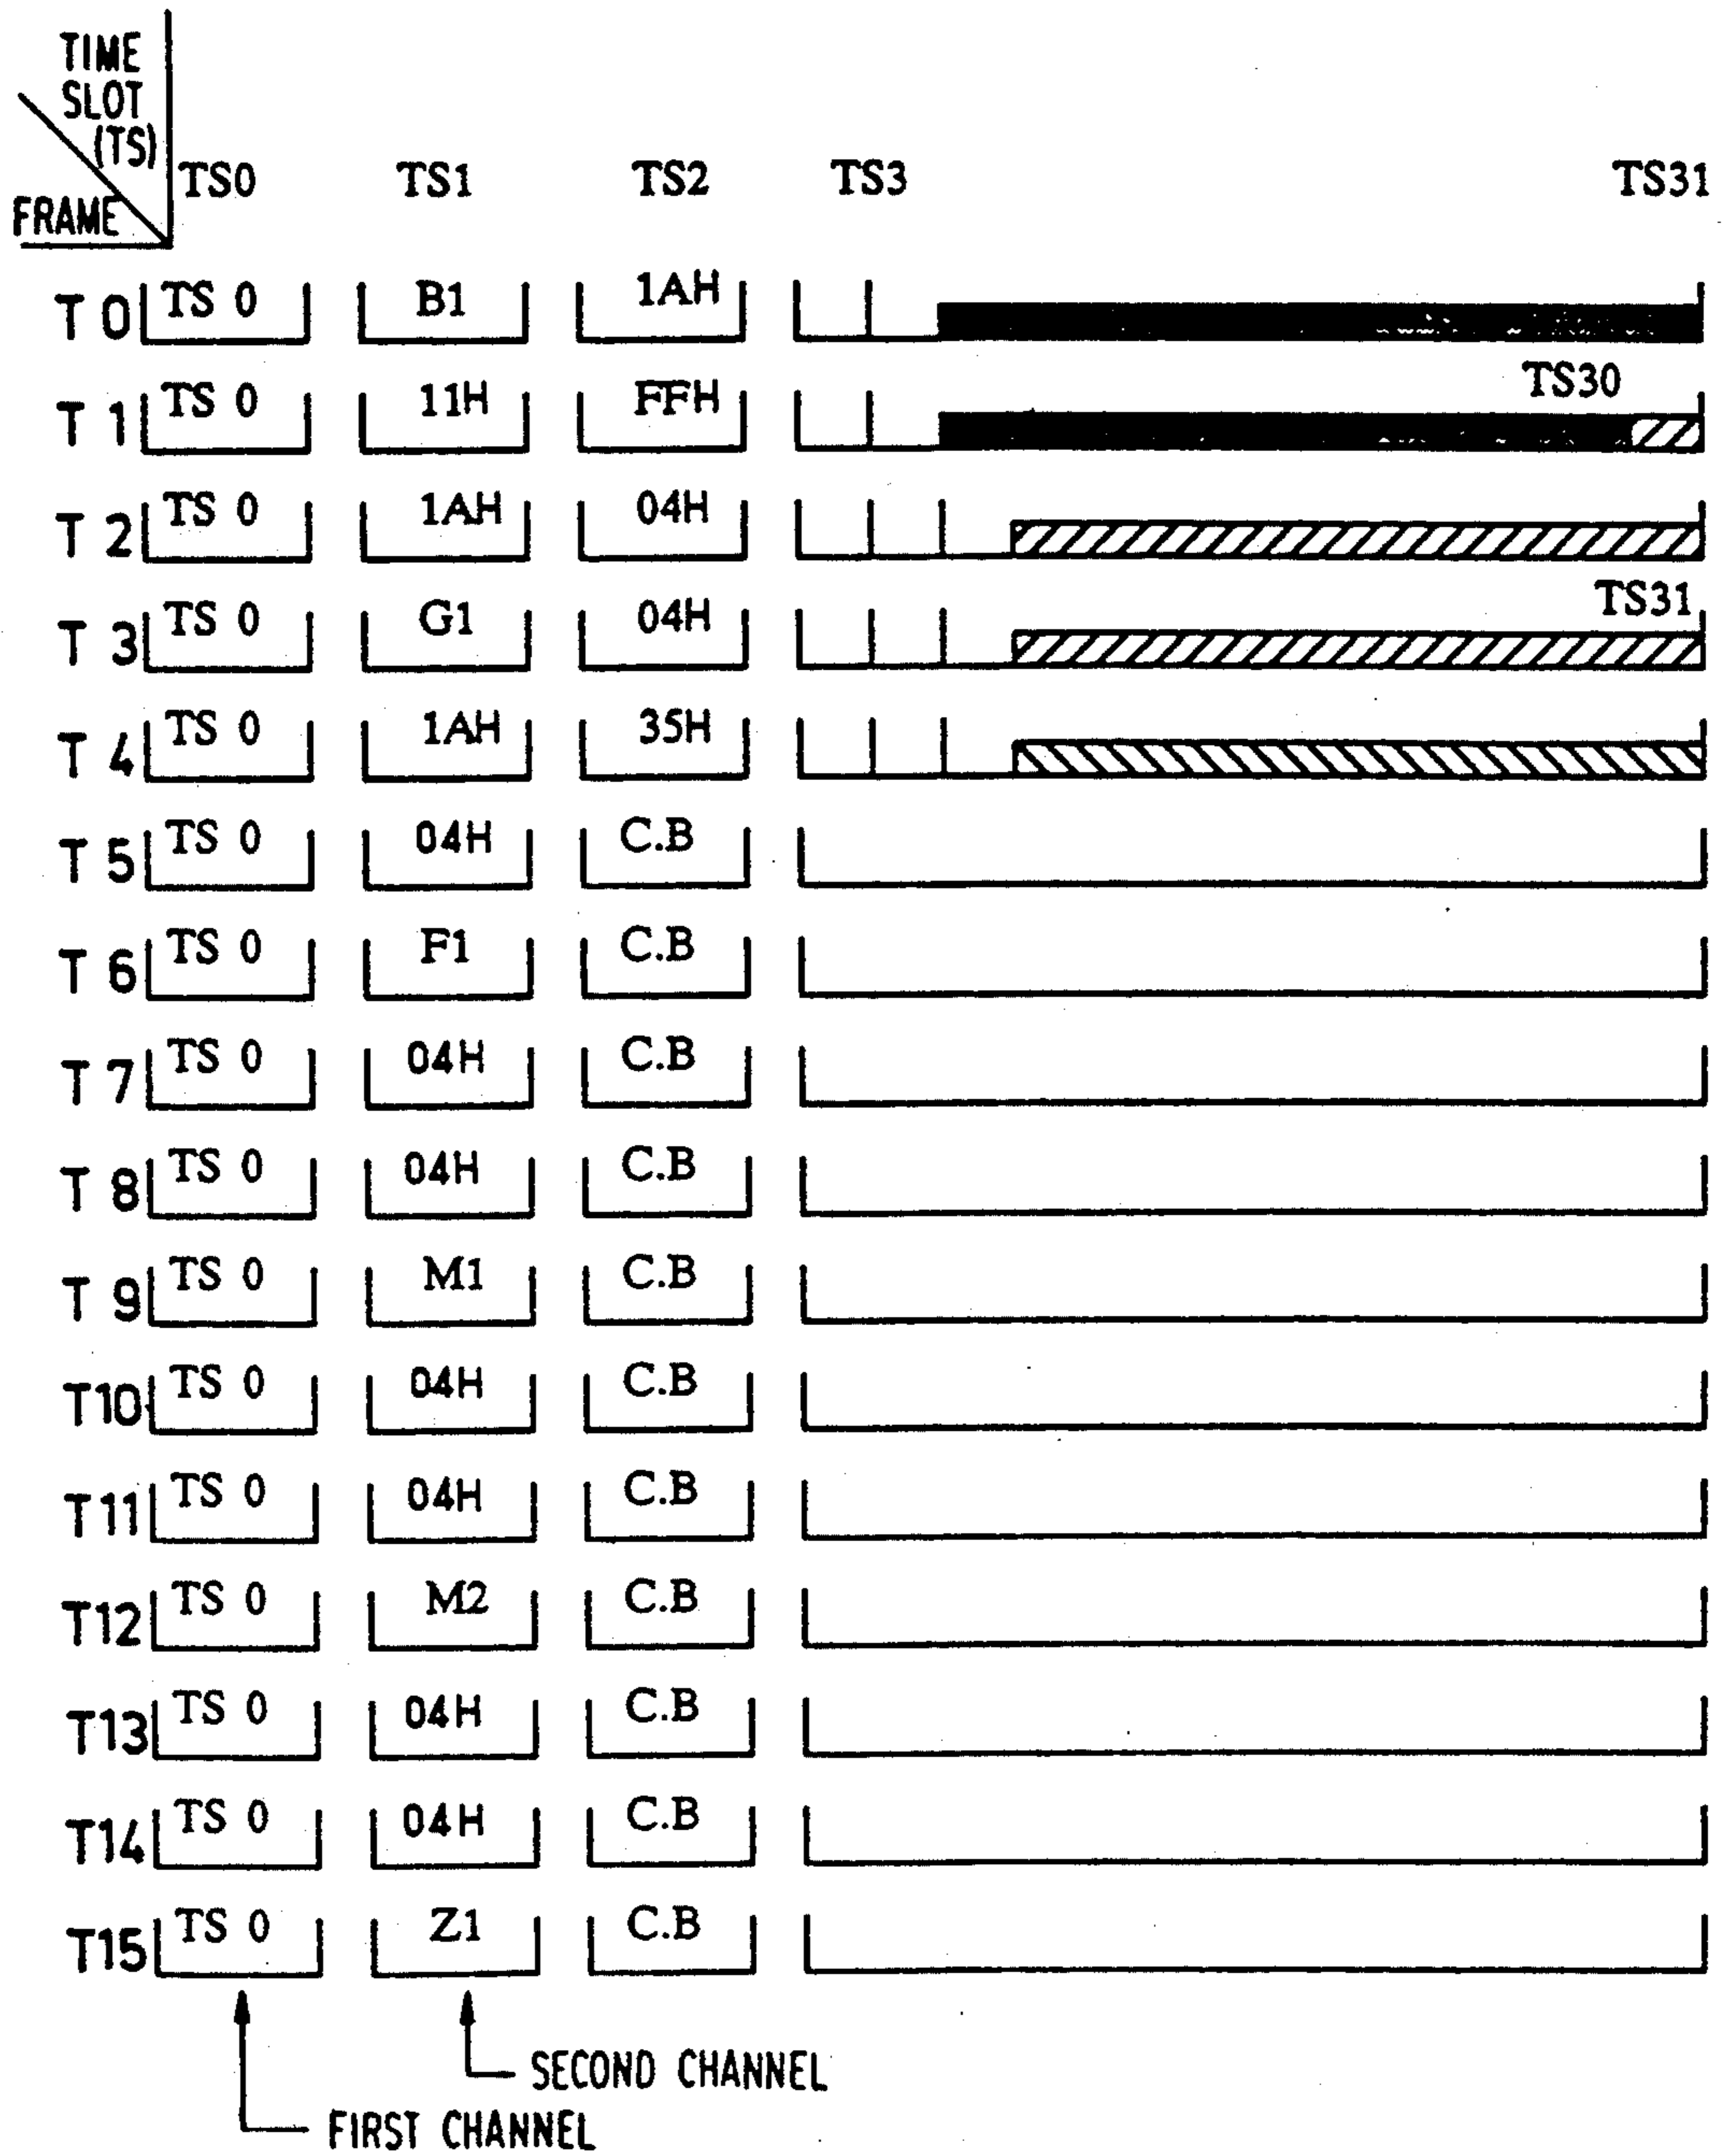 TIME
SLOT
(TS)
FRAME
TS0 TS1 TS2 TS3 TS31
T 0 TS 0 B1 1AH
TS30
T 1 TS 0 11H FFH
T 2 TS 0 1AH 04H
TS31
T 3 TS 0 G1 04H
T 4 TS 0 1AH 35H
T 5 TS 0 04H C.B
T 6 TS 0 F1 C.B
T 7 TS 0 04H C.B
T 8 TS 0 04H C.B
T 9 TS 0 M1 C.B
T10 TS 0 04H C.B
T11 TS 0 04H C.B
T12 TS 0 M2 C.B
T13 TS 0 04H C.B
T14 TS 0 04H C.B
T15 TS 0 Z1 C.B
SECOND CHANNEL
FIRST CHANNEL